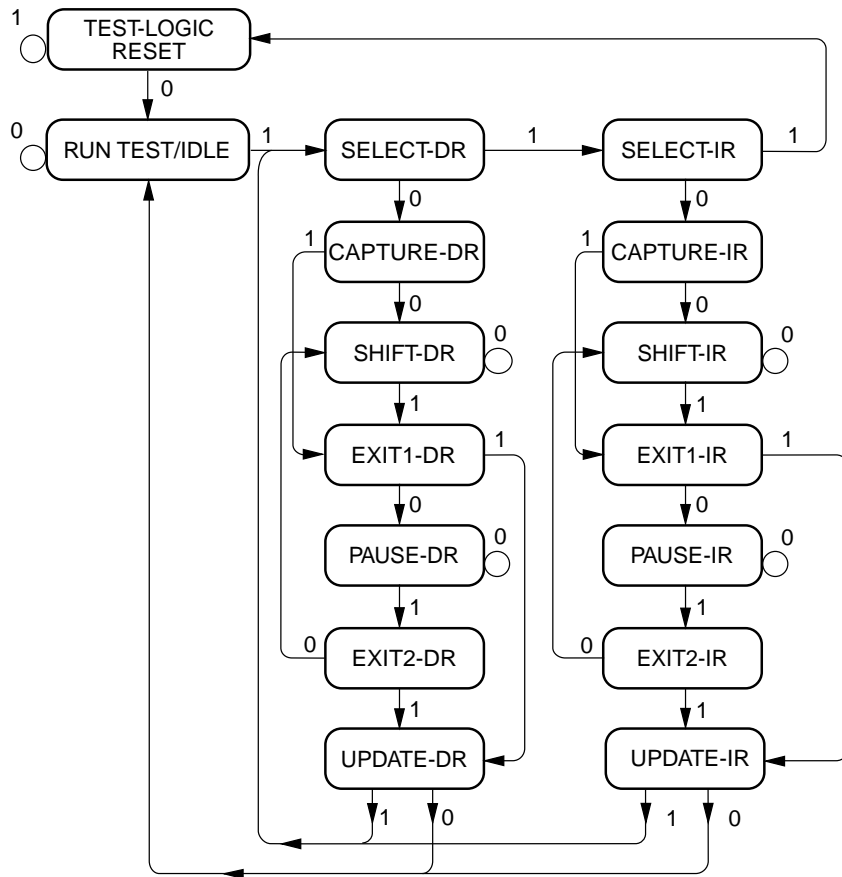 1
TEST-LOGIC
RESET
0
0
RUN TEST/IDLE
1
SELECT-DR
1
SELECT-IR
1
0
0
1
CAPTURE-DR
1
CAPTURE-IR
0
0
SHIFT-DR
0
SHIFT-IR
0
1
1
EXIT1-DR
1
EXIT1-IR
1
0
0
PAUSE-DR
0
PAUSE-IR
0
1
1
0
EXIT2-DR
0
EXIT2-IR
1
1
UPDATE-DR
UPDATE-IR
1
0
1
0